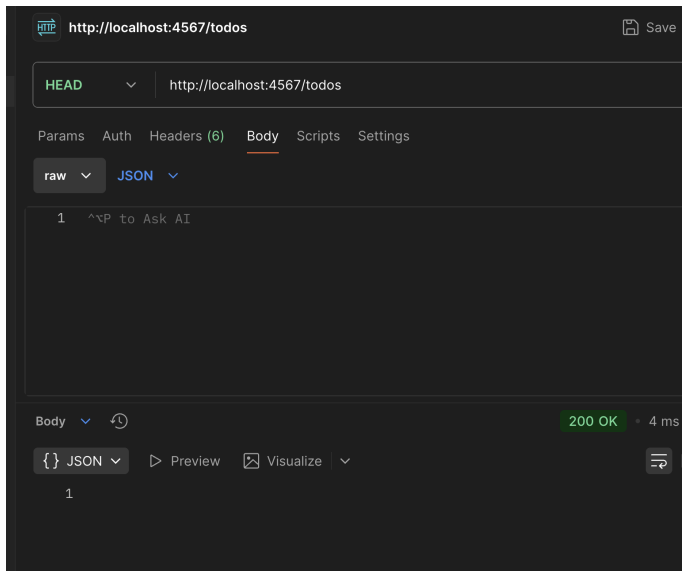 HTTP http://localhost:4567/todos Save
HEAD http://localhost:4567/todos
Params Auth Headers (6) Body Scripts Settings
raw JSON
1 ^⌥P to Ask AI
Body 200 OK • 4 ms
{} JSON Preview Visualize
1